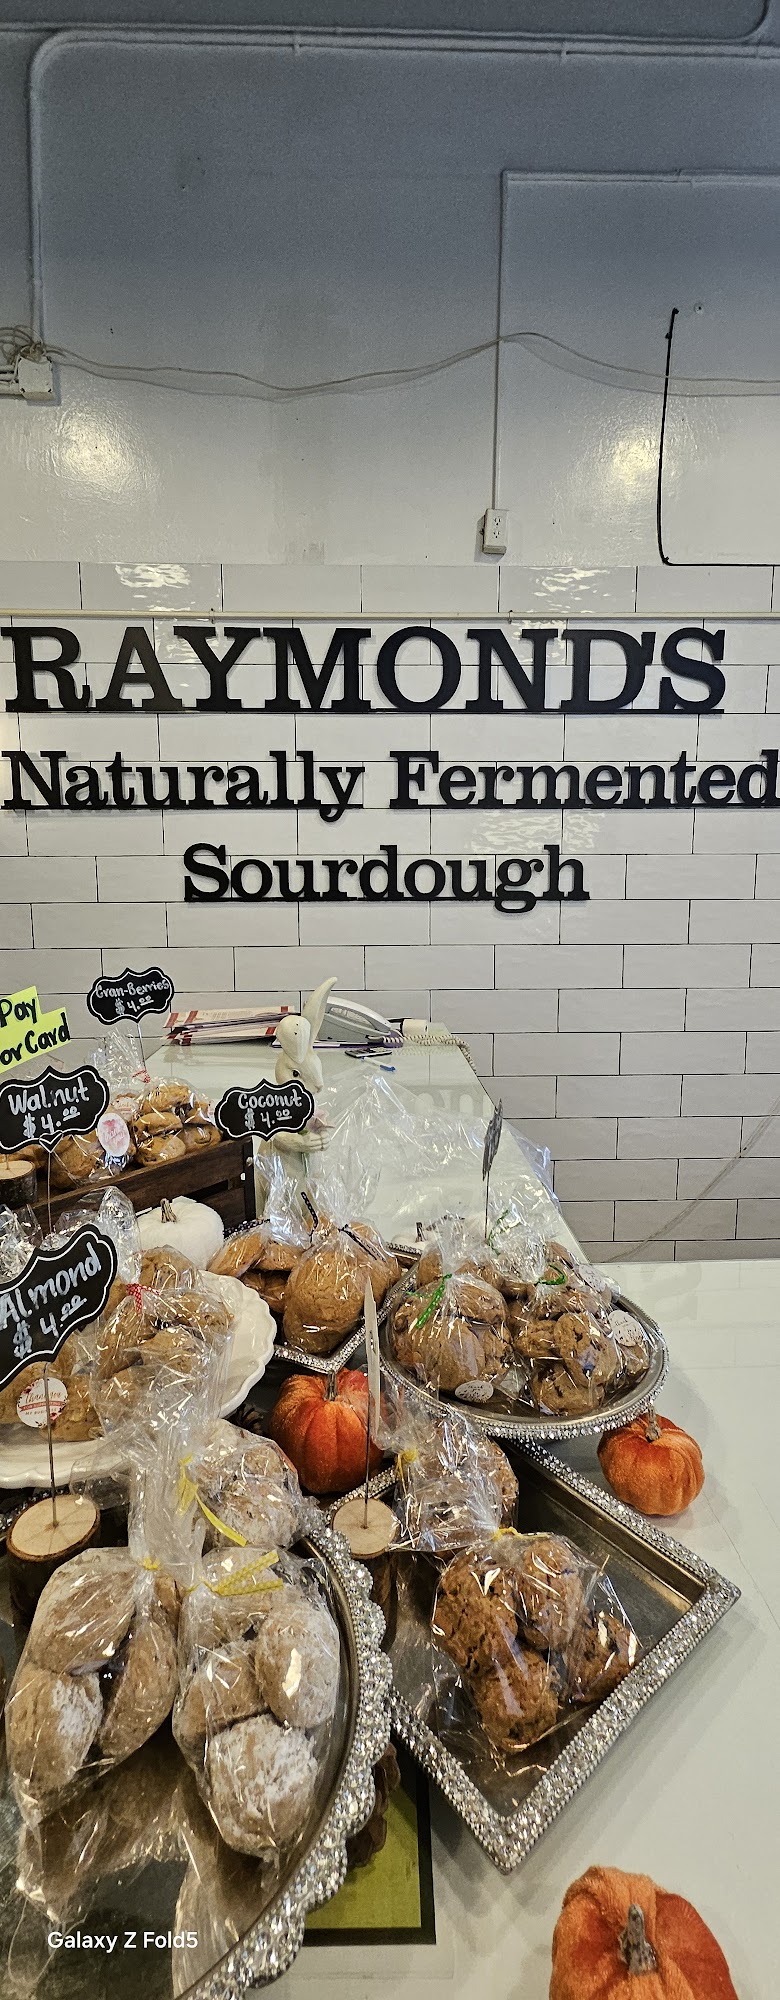 RAYMOND'S
Naturally Fermented
Sourdough
Cran-Berries
$4.00
Pay
or Card
Walnut
$4.00
Coconut
$4.00
Almond
$4.00
Galaxy Z Fold5